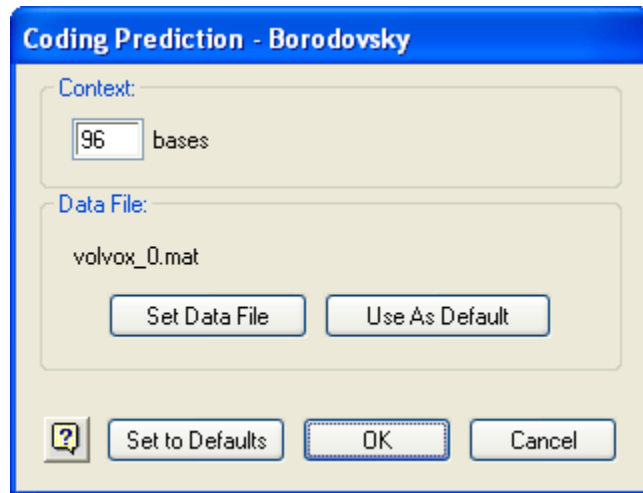 Coding Prediction - Borodovsky
Context:
96 bases
Data File:
volvox_0.mat
Set Data File Use As Default
? Set to Defaults OK Cancel